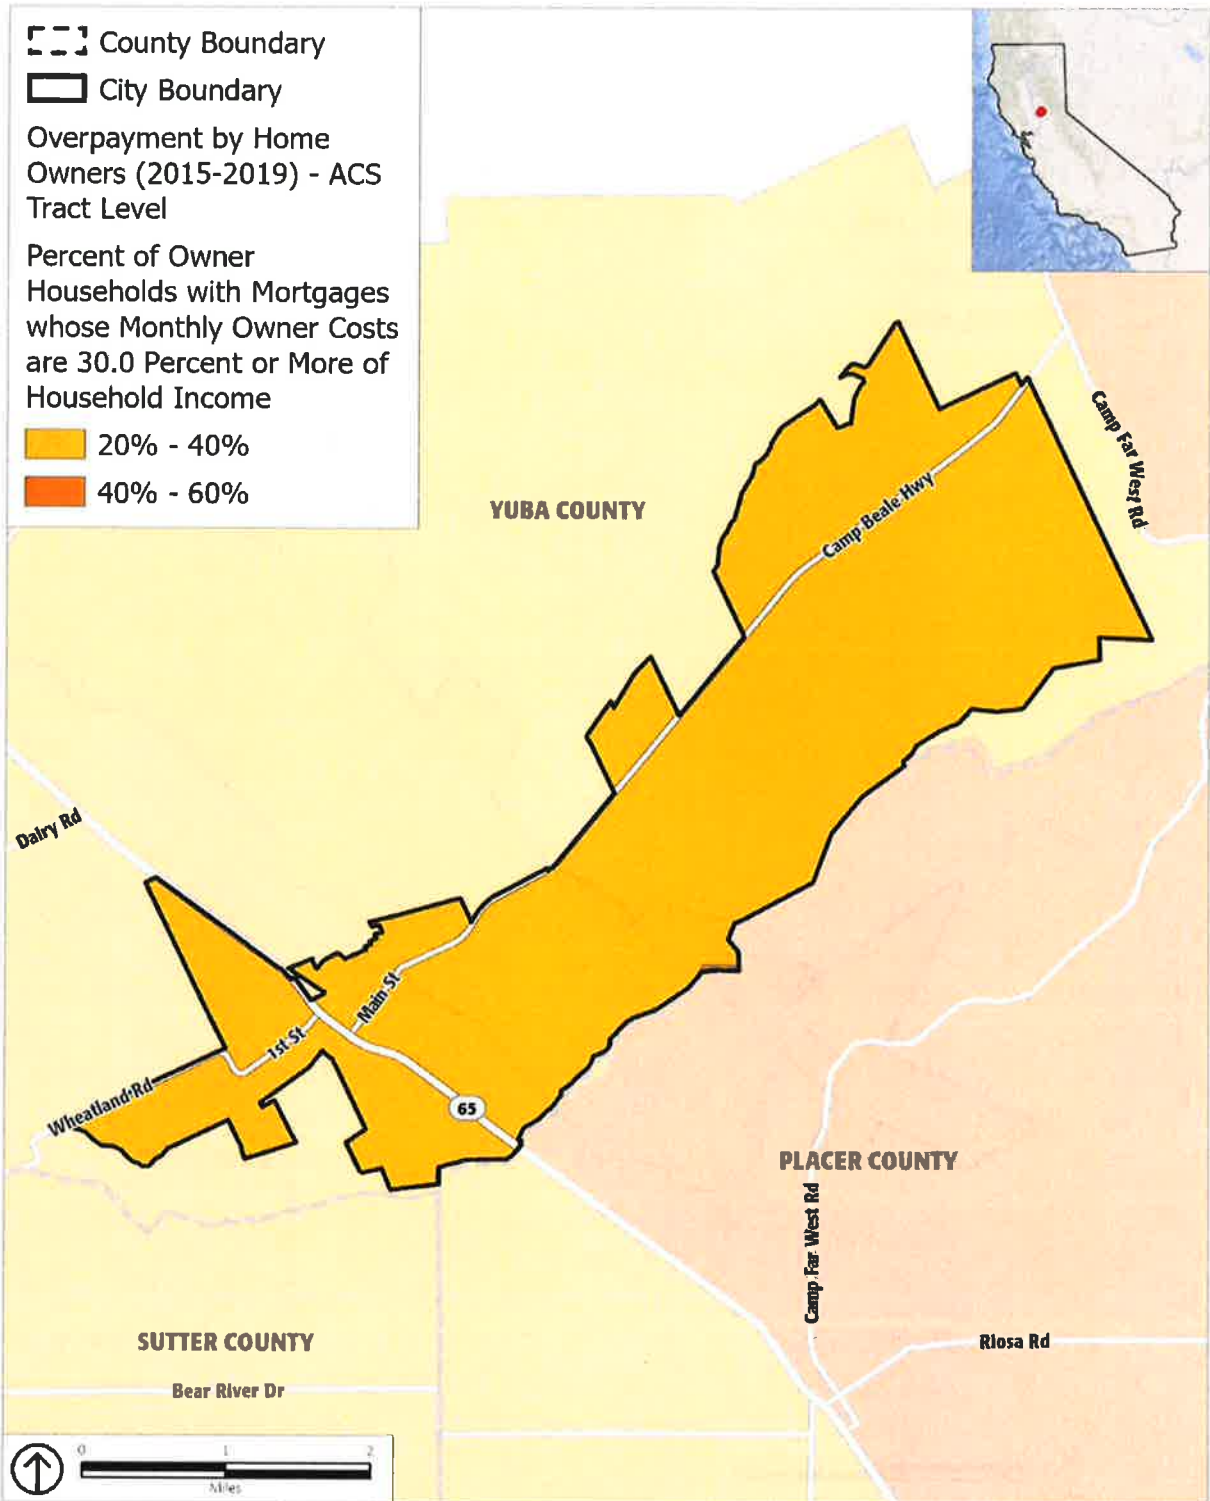 County Boundary
City Boundary
Overpayment by Home
Owners (2015-2019) - ACS
Tract Level
Percent of Owner
Households with Mortgages
whose Monthly Owner Costs
are 30.0 Percent or More of
Household Income
20% - 40%
40% - 60%
YUBA COUNTY
Camp Far West Rd
Camp Beale Hwy
Dairy Rd
Main St
1st St
Wheatland Rd
65
PLACER COUNTY
Camp Far West Rd
SUTTER COUNTY
Riosa Rd
Bear River Dr
0 1 2
Miles